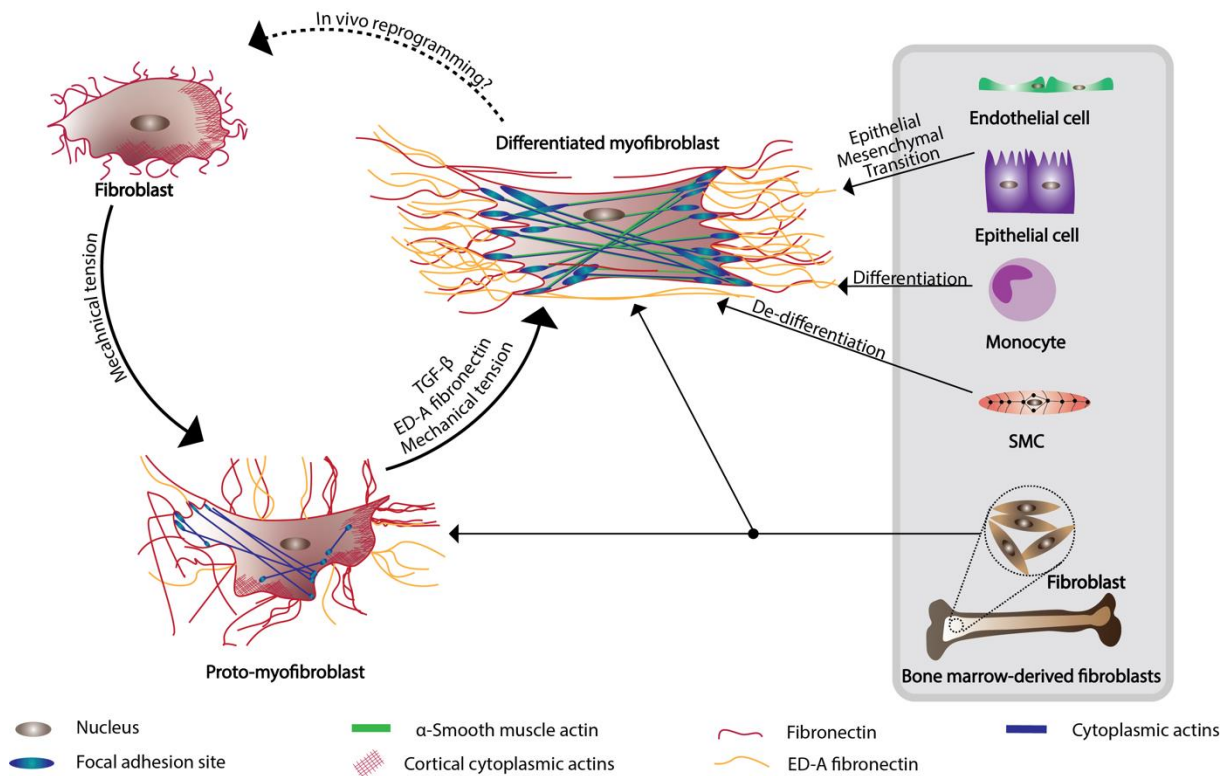 In vivo reprogramming?
Fibroblast
Mecahnical tension
Differentiated myofibroblast
TGF-β
ED-A fibronectin
Mechanical tension
Proto-myofibroblast
Epithelial
Mesenchymal
Transition
Differentiation
De-differentiation
Endothelial cell
Epithelial cell
Monocyte
SMC
Fibroblast
Bone marrow-derived fibroblasts
Nucleus
α-Smooth muscle actin
Fibronectin
Cytoplasmic actins
Focal adhesion site
Cortical cytoplasmic actins
ED-A fibronectin